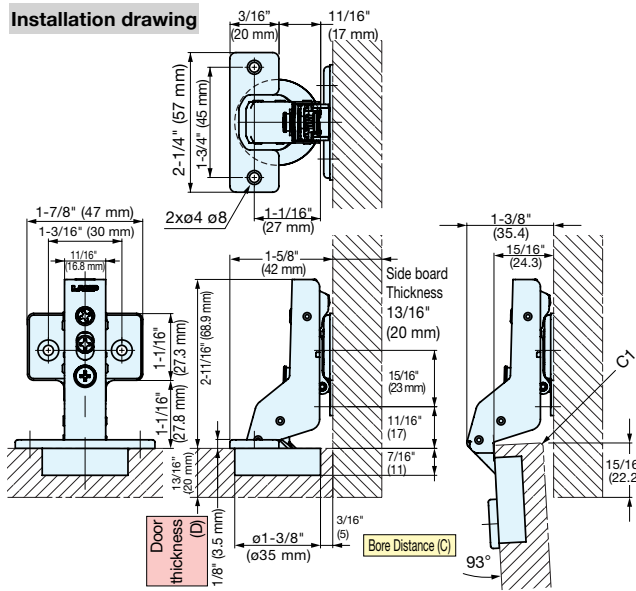 Installation drawing
3/16"
(20 mm)
11/16"
(17 mm)
2-1/4" (57 mm)
1-3/4" (45 mm)
2xø4 ø8
1-1/16"
(27 mm)
1-7/8" (47 mm)
1-3/16" (30 mm)
11/16"
(16.8 mm)
LAMP
1-1/16"
(27.3 mm)
1-1/16"
(27.8 mm)
1-5/8"
(42 mm)
Side board
Thickness
13/16"
(20 mm)
2-11/16" (68.9 mm)
15/16"
(23 mm)
11/16"
(17)
7/16"
(11)
13/16"
(20 mm)
Door
thickness
(D)
1/8" (3.5 mm)
ø1-3/8"
(ø35 mm)
3/16"
(5)
Bore Distance (C)
1-3/8"
(35.4)
15/16"
(24.3)
C1
15/16"
(22.2
93°